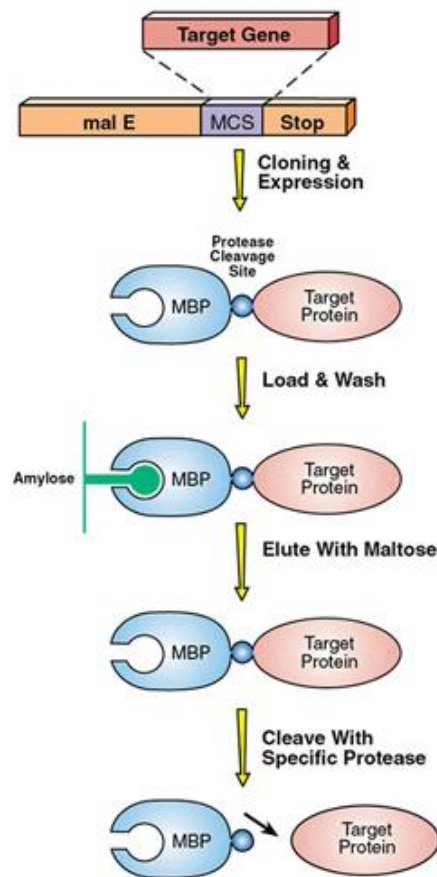 Target Gene
mal E MCS Stop
Cloning &
Expression
Protease
Cleavage
Site
MBP
Target
Protein
Load & Wash
Amylose
MBP
Target
Protein
Elute With Maltose
MBP
Target
Protein
Cleave With
Specific Protease
MBP
Target
Protein